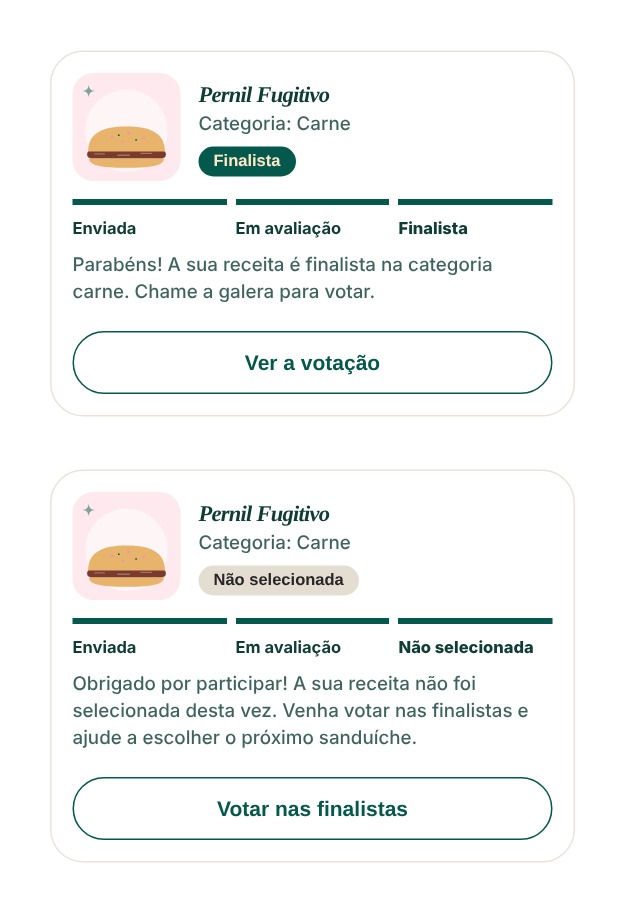 Pernil Fugitivo
Categoria: Carne
Finalista
Enviada
Em avaliação
Finalista
Parabéns! A sua receita é finalista na categoria
carne. Chame a galera para votar.
Ver a votação
Pernil Fugitivo
Categoria: Carne
Não selecionada
Enviada
Em avaliação
Não selecionada
Obrigado por participar! A sua receita não foi
selecionada desta vez. Venha votar nas finalistas e
ajude a escolher o próximo sanduíche.
Votar nas finalistas